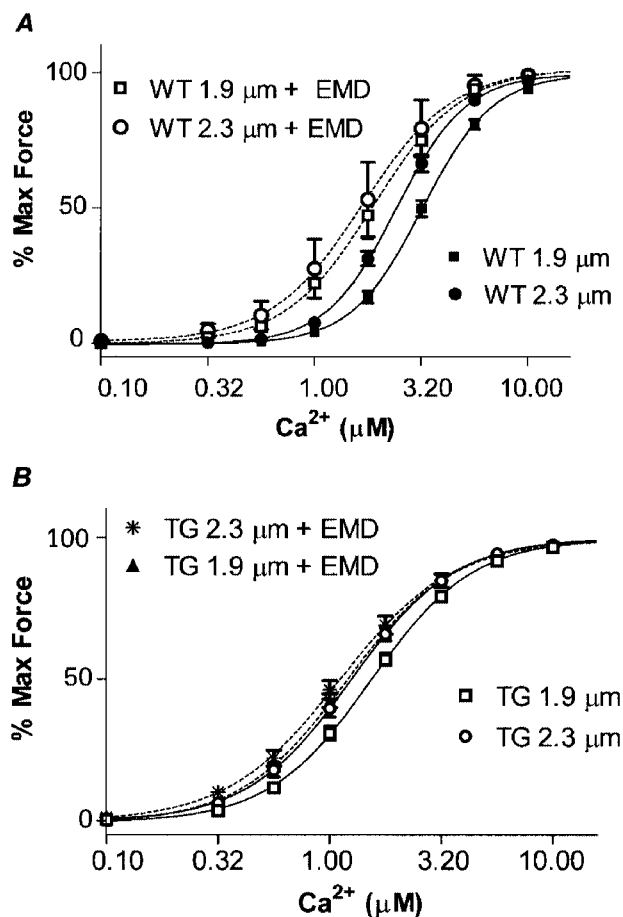 A
% Max Force
100
50
0
WT 1.9 μm + EMD
WT 2.3 μm + EMD
WT 1.9 μm
WT 2.3 μm
0.10 0.32 1.00 3.20 10.00
Ca²⁺ (μM)
B
% Max Force
100
50
0
TG 2.3 μm + EMD
TG 1.9 μm + EMD
TG 1.9 μm
TG 2.3 μm
0.10 0.32 1.00 3.20 10.00
Ca²⁺ (μM)